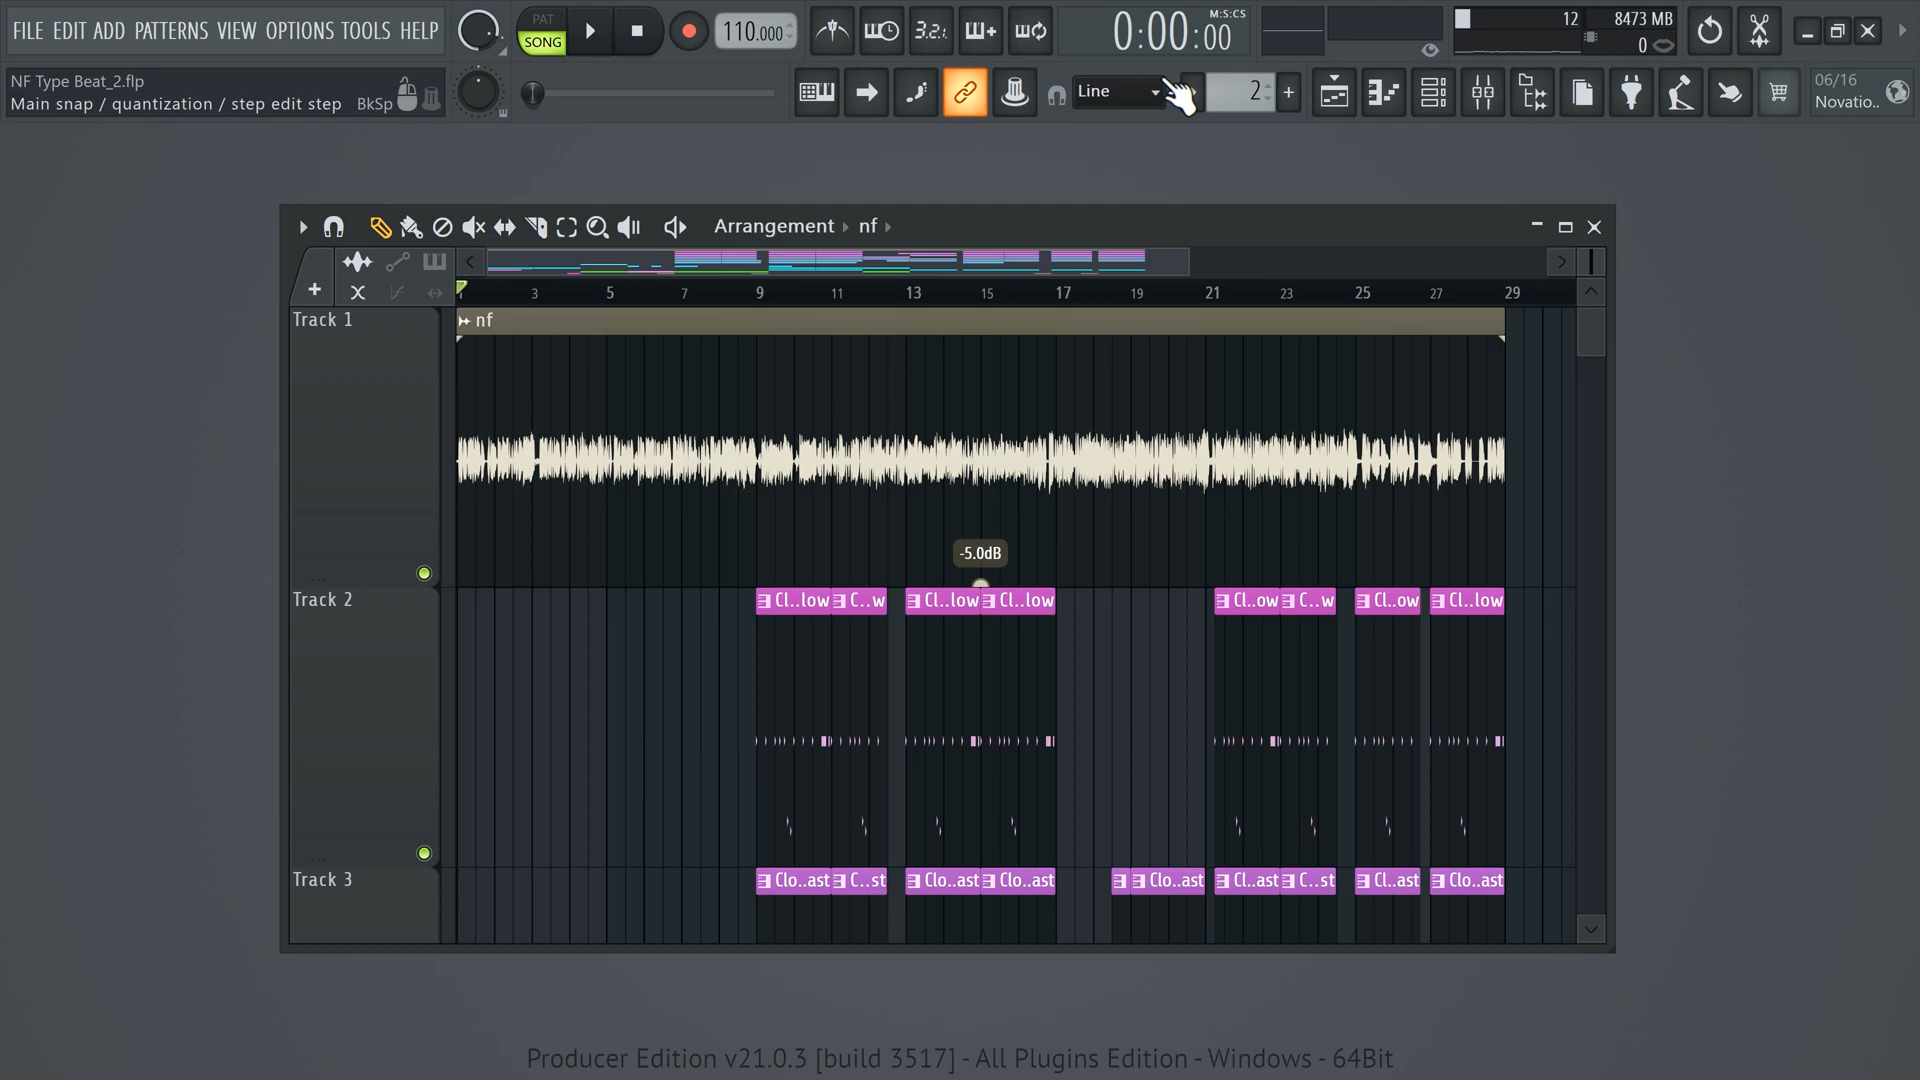 FILE EDIT ADD PATTERNS VIEW OPTIONS TOOLS HELP
PAT
SONG
110.000
3.2.
0:00:00
M:S:CS
12
8473 MB
0
NF Type Beat_2.flp
Main snap / quantization / step edit step
BkSp
Line
2
06/16
Novatio..
Arrangement
nf
3
5
7
9
11
13
15
17
19
21
23
25
27
29
Track 1
nf
-5.0dB
Track 2
Cl..low
C..w
Cl..low
Cl..low
Cl..ow
C..w
Cl..ow
Cl..low
Track 3
Clo..ast
C..st
Clo..ast
Clo..ast
Clo..ast
Cl..ast
C..st
Cl..ast
Clo..ast
Producer Edition v21.0.3 [build 3517] - All Plugins Edition - Windows - 64Bit